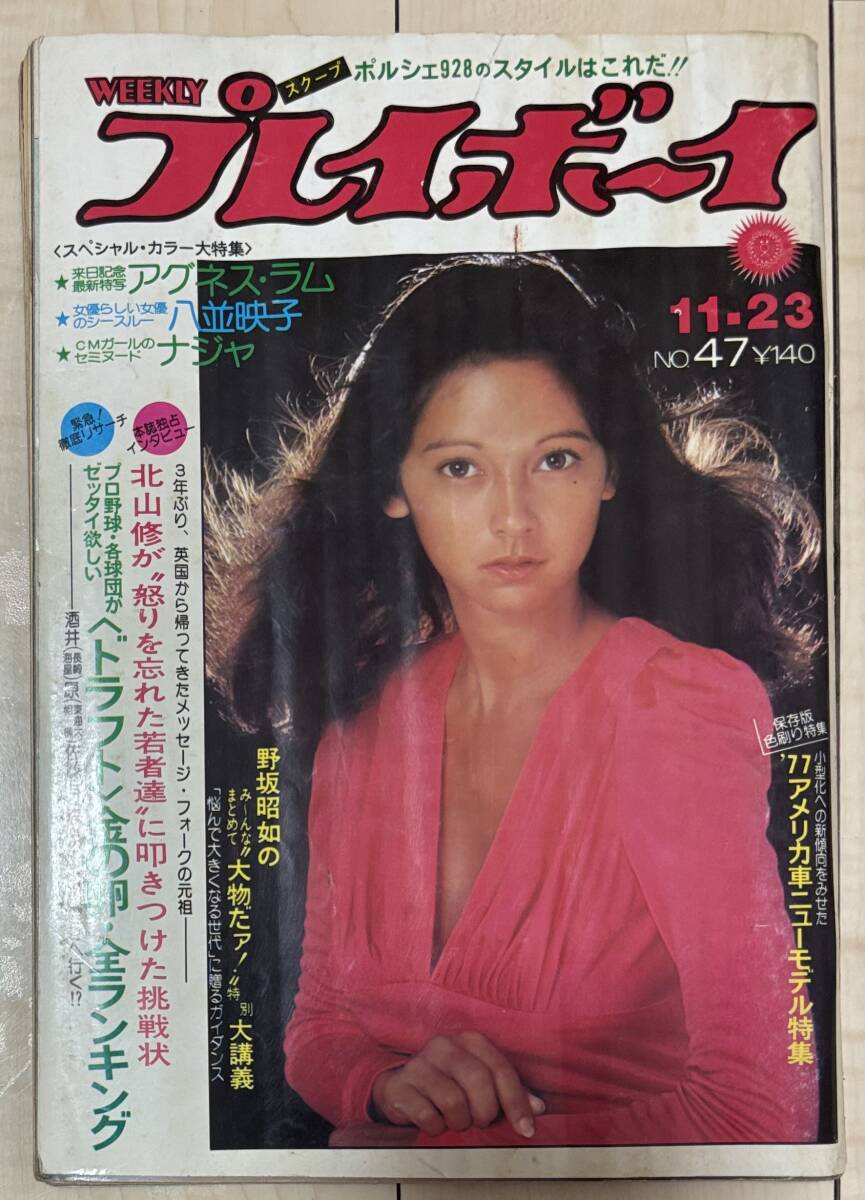 スクープ
ポルシェ928のスタイルはこれだ!!
WEEKLY
プレイボーイ
〈スペシャル・カラー大特集〉
★来日記念
最新特写
アグネス・ラム
★女優らしい女優
のシースルー
八並映子
★CMガールの
セミヌード
ナジャ
11-23
NO.47 ¥140
本誌独占
インタビュー
3年ぶり、英国から帰ってきたメッセージ・フォークの元祖
北山修が〝怒りを忘れた若者達〟に叩きつけた挑戦状
緊急!
徹底リサーチ
プロ野球・各球団が
ゼッタイ欲しい
〈ドラフト〉金の卵・全ランキング
酒井(長崎
海星)原(東海大
相模)
行く!?
保存版
色刷り特集
小型化への新傾向をみせた
'77アメリカ車ニューモデル特集
野坂昭如の
み〜んな
まとめて
〝大物だァ!〟特別大講義
「悩んで大きくなる世代」に贈るガイダンス